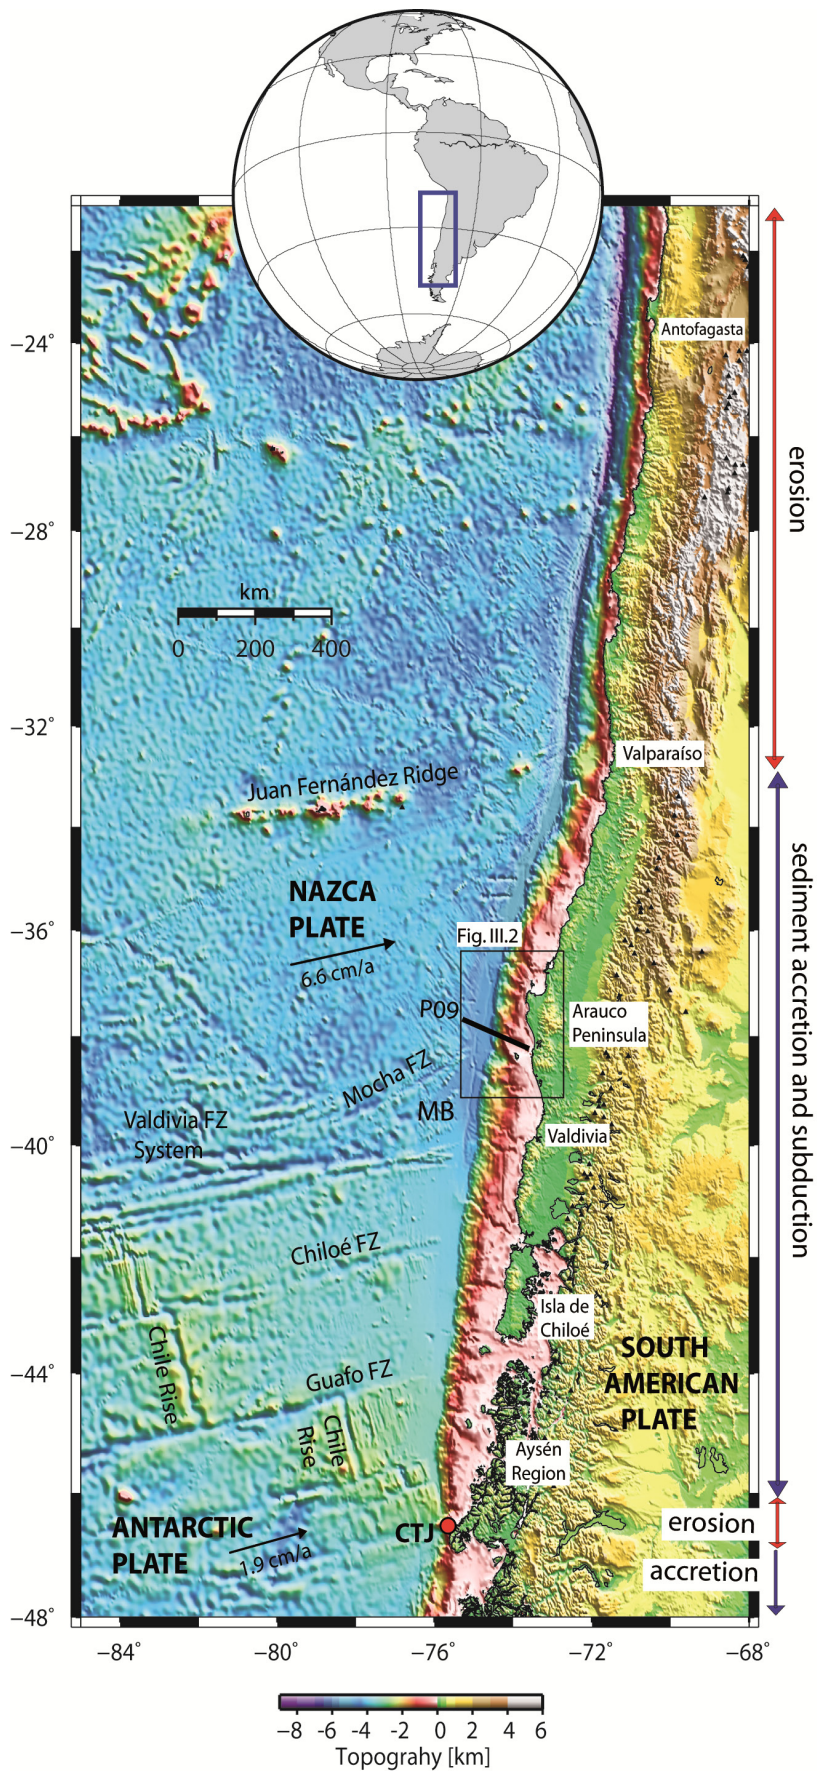 −24°
Antofagasta
erosion
−28°
km
0 200 400
−32°
Valparaíso
Juan Fernández Ridge
sediment accretion and subduction
NAZCA
PLATE
−36°
Fig. III.2
6.6 cm/a
P09
Arauco
Peninsula
Mocha FZ
MB
Valdivia FZ
System
Valdivia
−40°
Chiloé FZ
Isla de
Chiloé
Chile Rise
SOUTH
AMERICAN
PLATE
−44°
Guafo FZ
Chile
Rise
Aysén
Region
ANTARCTIC
PLATE
CTJ
erosion
1.9 cm/a
accretion
−48°
−84° −80° −76° −72° −68°
−8 -6 -4 -2 0 2 4 6
Topograhy [km]